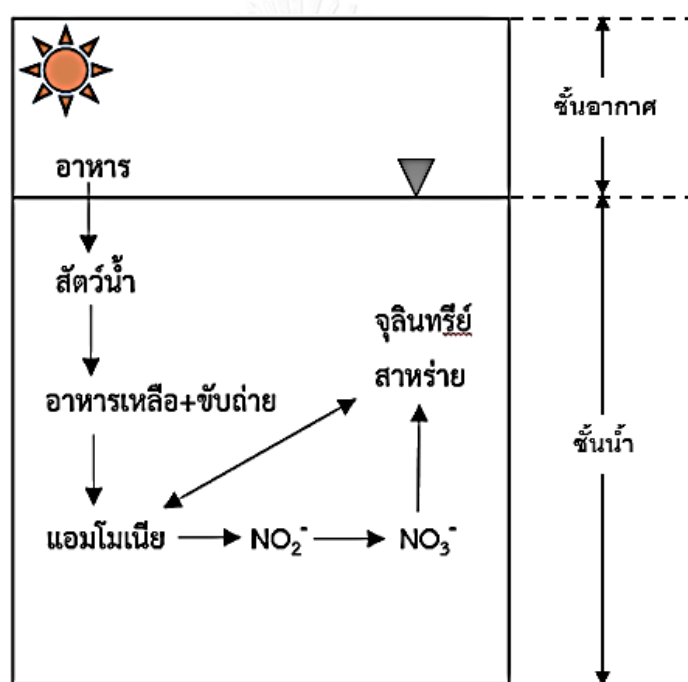 ชั้นอากาศ
อาหาร
สัตว์น้ำ
จุลินทรีย์
สาหร่าย
อาหารเหลือ+ขับถ่าย
ชั้นน้ำ
แอมโมเนีย NO₂⁻ NO₃⁻